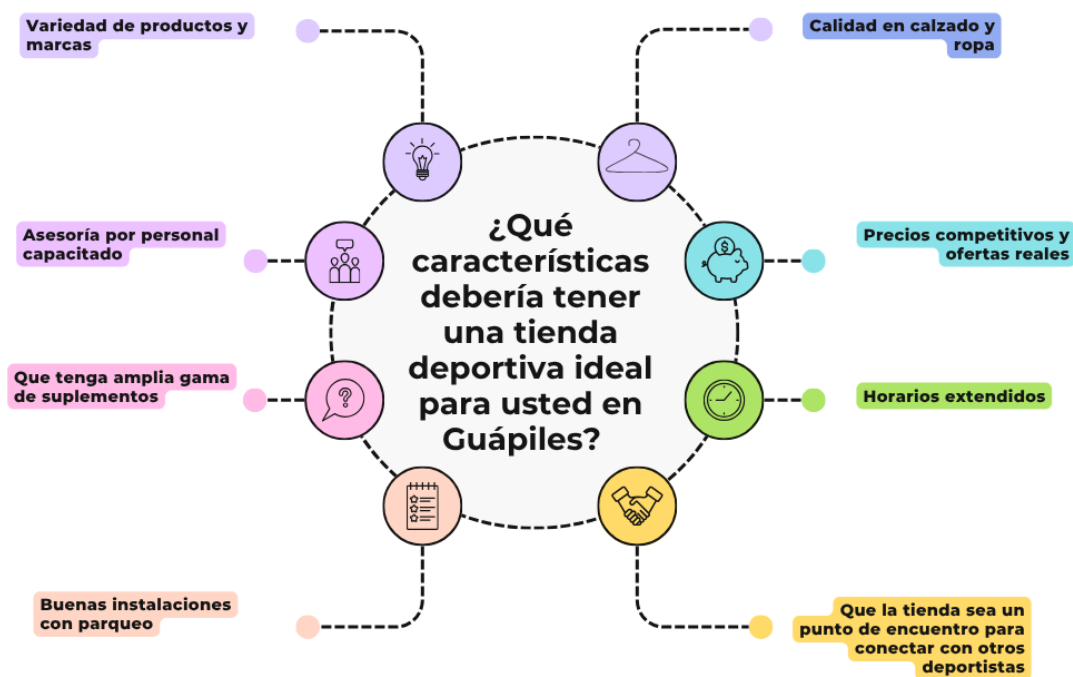 Variedad de productos y
marcas
Calidad en calzado y
ropa
Asesoría por personal
capacitado
Precios competitivos y
ofertas reales
¿Qué
características
debería tener
una tienda
deportiva ideal
para usted en
Guápiles?
Que tenga amplia gama
de suplementos
Horarios extendidos
Buenas instalaciones
con parqueo
Que la tienda sea un
punto de encuentro para
conectar con otros
deportistas